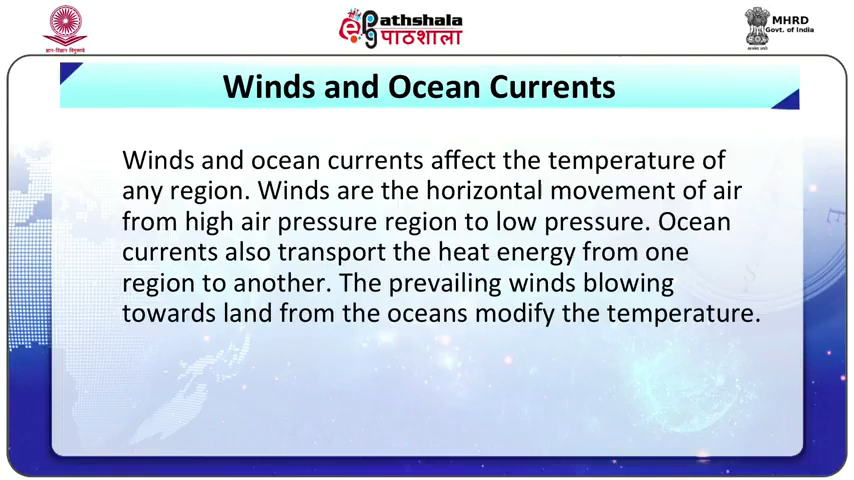 ePathshala
पाठशाला
MHRD
Govt. of India
Winds and Ocean Currents
Winds and ocean currents affect the temperature of
any region. Winds are the horizontal movement of air
from high air pressure region to low pressure. Ocean
currents also transport the heat energy from one
region to another. The prevailing winds blowing
towards land from the oceans modify the temperature.